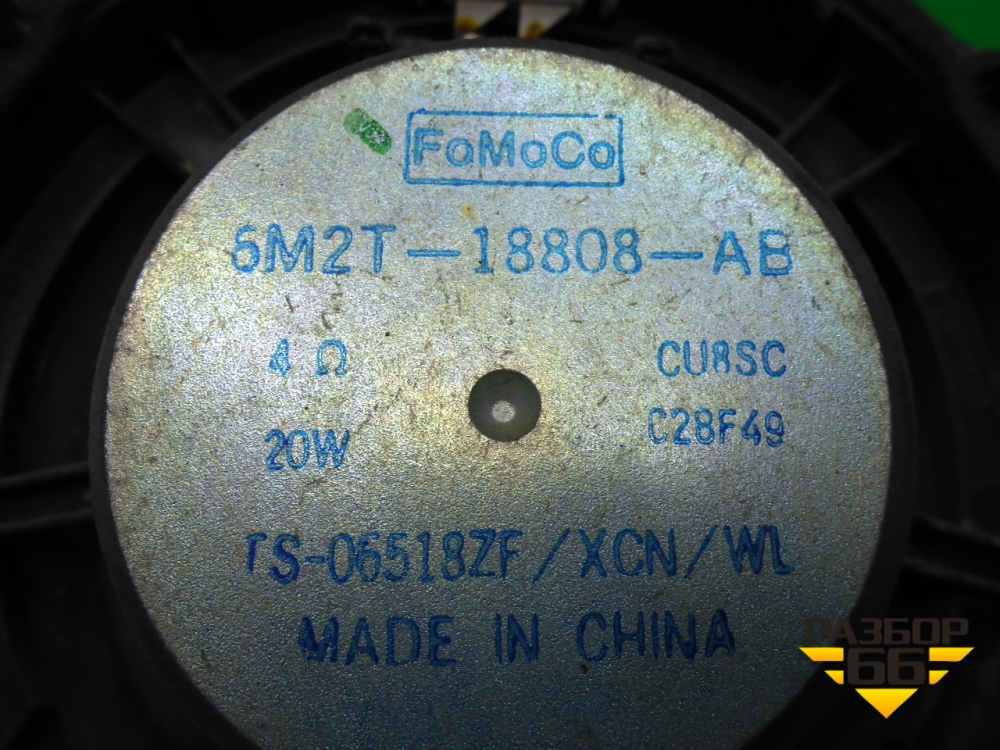 FoMoCo
6M2T-18808-AB
4 Ω CU8SC
20W C28F49
TS-06518ZF/XCN/WL
MADE IN CHINA
РАЗБОР
66